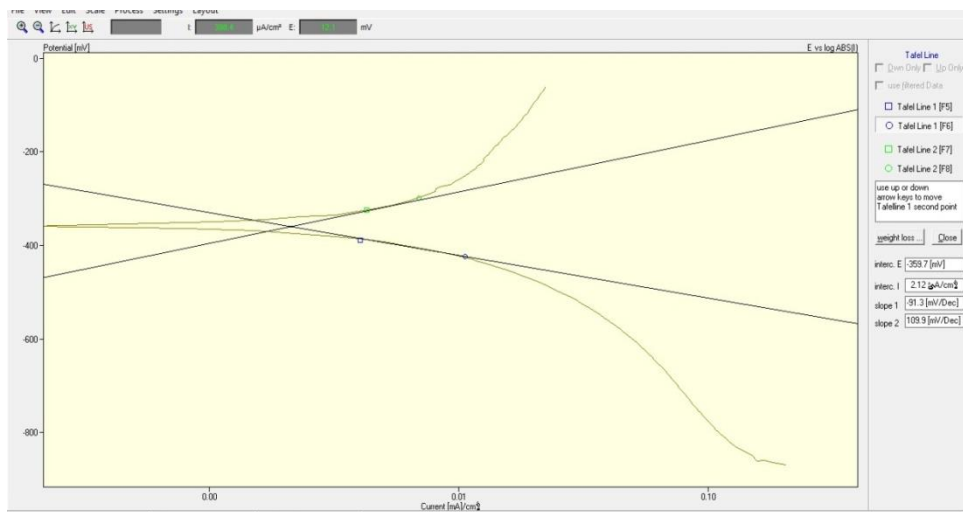 File View Edit Scale Process Settings Layout
I: µA/cm² E: mV
Potential [mV]
E vs log ABS(I)
0
-200
-400
-600
-800
0.00
0.01
0.10
Current [mA]/cm²
Tafel Line
Dwn Only Up Only
use filtered Data
Tafel Line 1 [F5]
Tafel Line 1 [F6]
Tafel Line 2 [F7]
Tafel Line 2 [F8]
use up or down
arrow keys to move
Tafelline 1 second point
weight loss ... Close
interc. E -359.7 [mV]
interc. I 2.12
slope 1 -91.3 [mV/Dec]
slope 2 109.9 [mV/Dec]